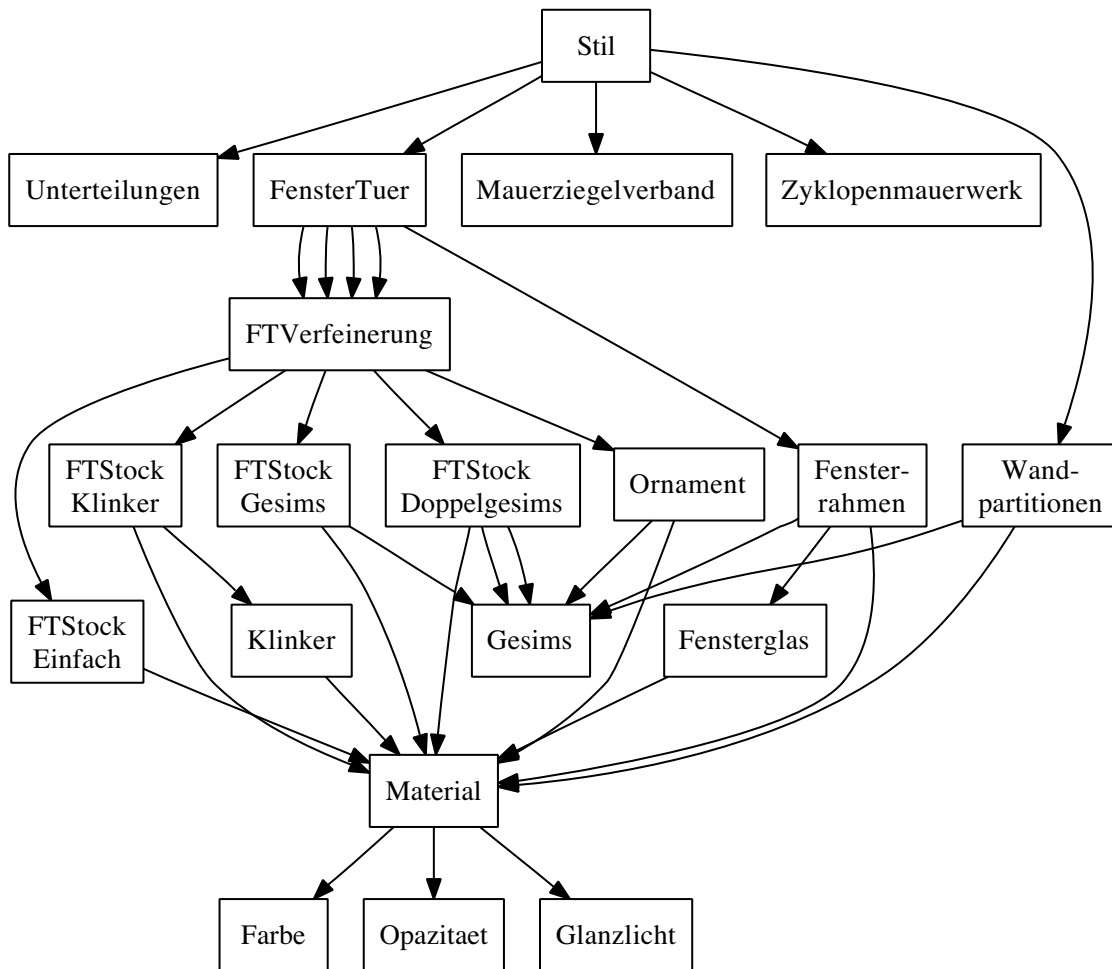 Stil
Unterteilungen
FensterTuer
Mauerziegelverband
Zyklopenmauerwerk
FTVerfeinerung
FTStock
Klinker
FTStock
Gesims
FTStock
Doppelgesims
Ornament
Fenster-
rahmen
Wand-
partitionen
FTStock
Einfach
Klinker
Gesims
Fensterglas
Material
Farbe
Opazitaet
Glanzlicht